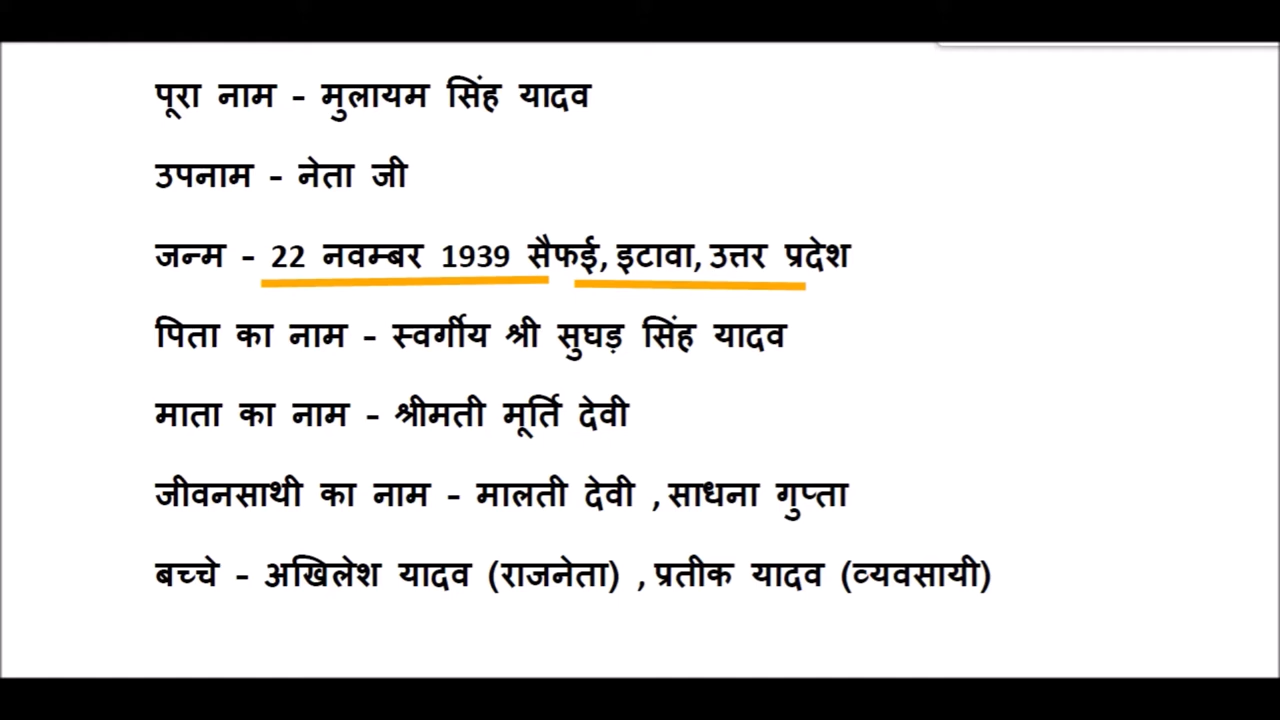 पूरा नाम - मुलायम सिंह यादव
उपनाम - नेता जी
जन्म - 22 नवम्बर 1939 सैफई, इटावा, उत्तर प्रदेश
पिता का नाम - स्वर्गीय श्री सुघड़ सिंह यादव
माता का नाम - श्रीमती मूर्ति देवी
जीवनसाथी का नाम - मालती देवी , साधना गुप्ता
बच्चे - अखिलेश यादव (राजनेता) , प्रतीक यादव (व्यवसायी)